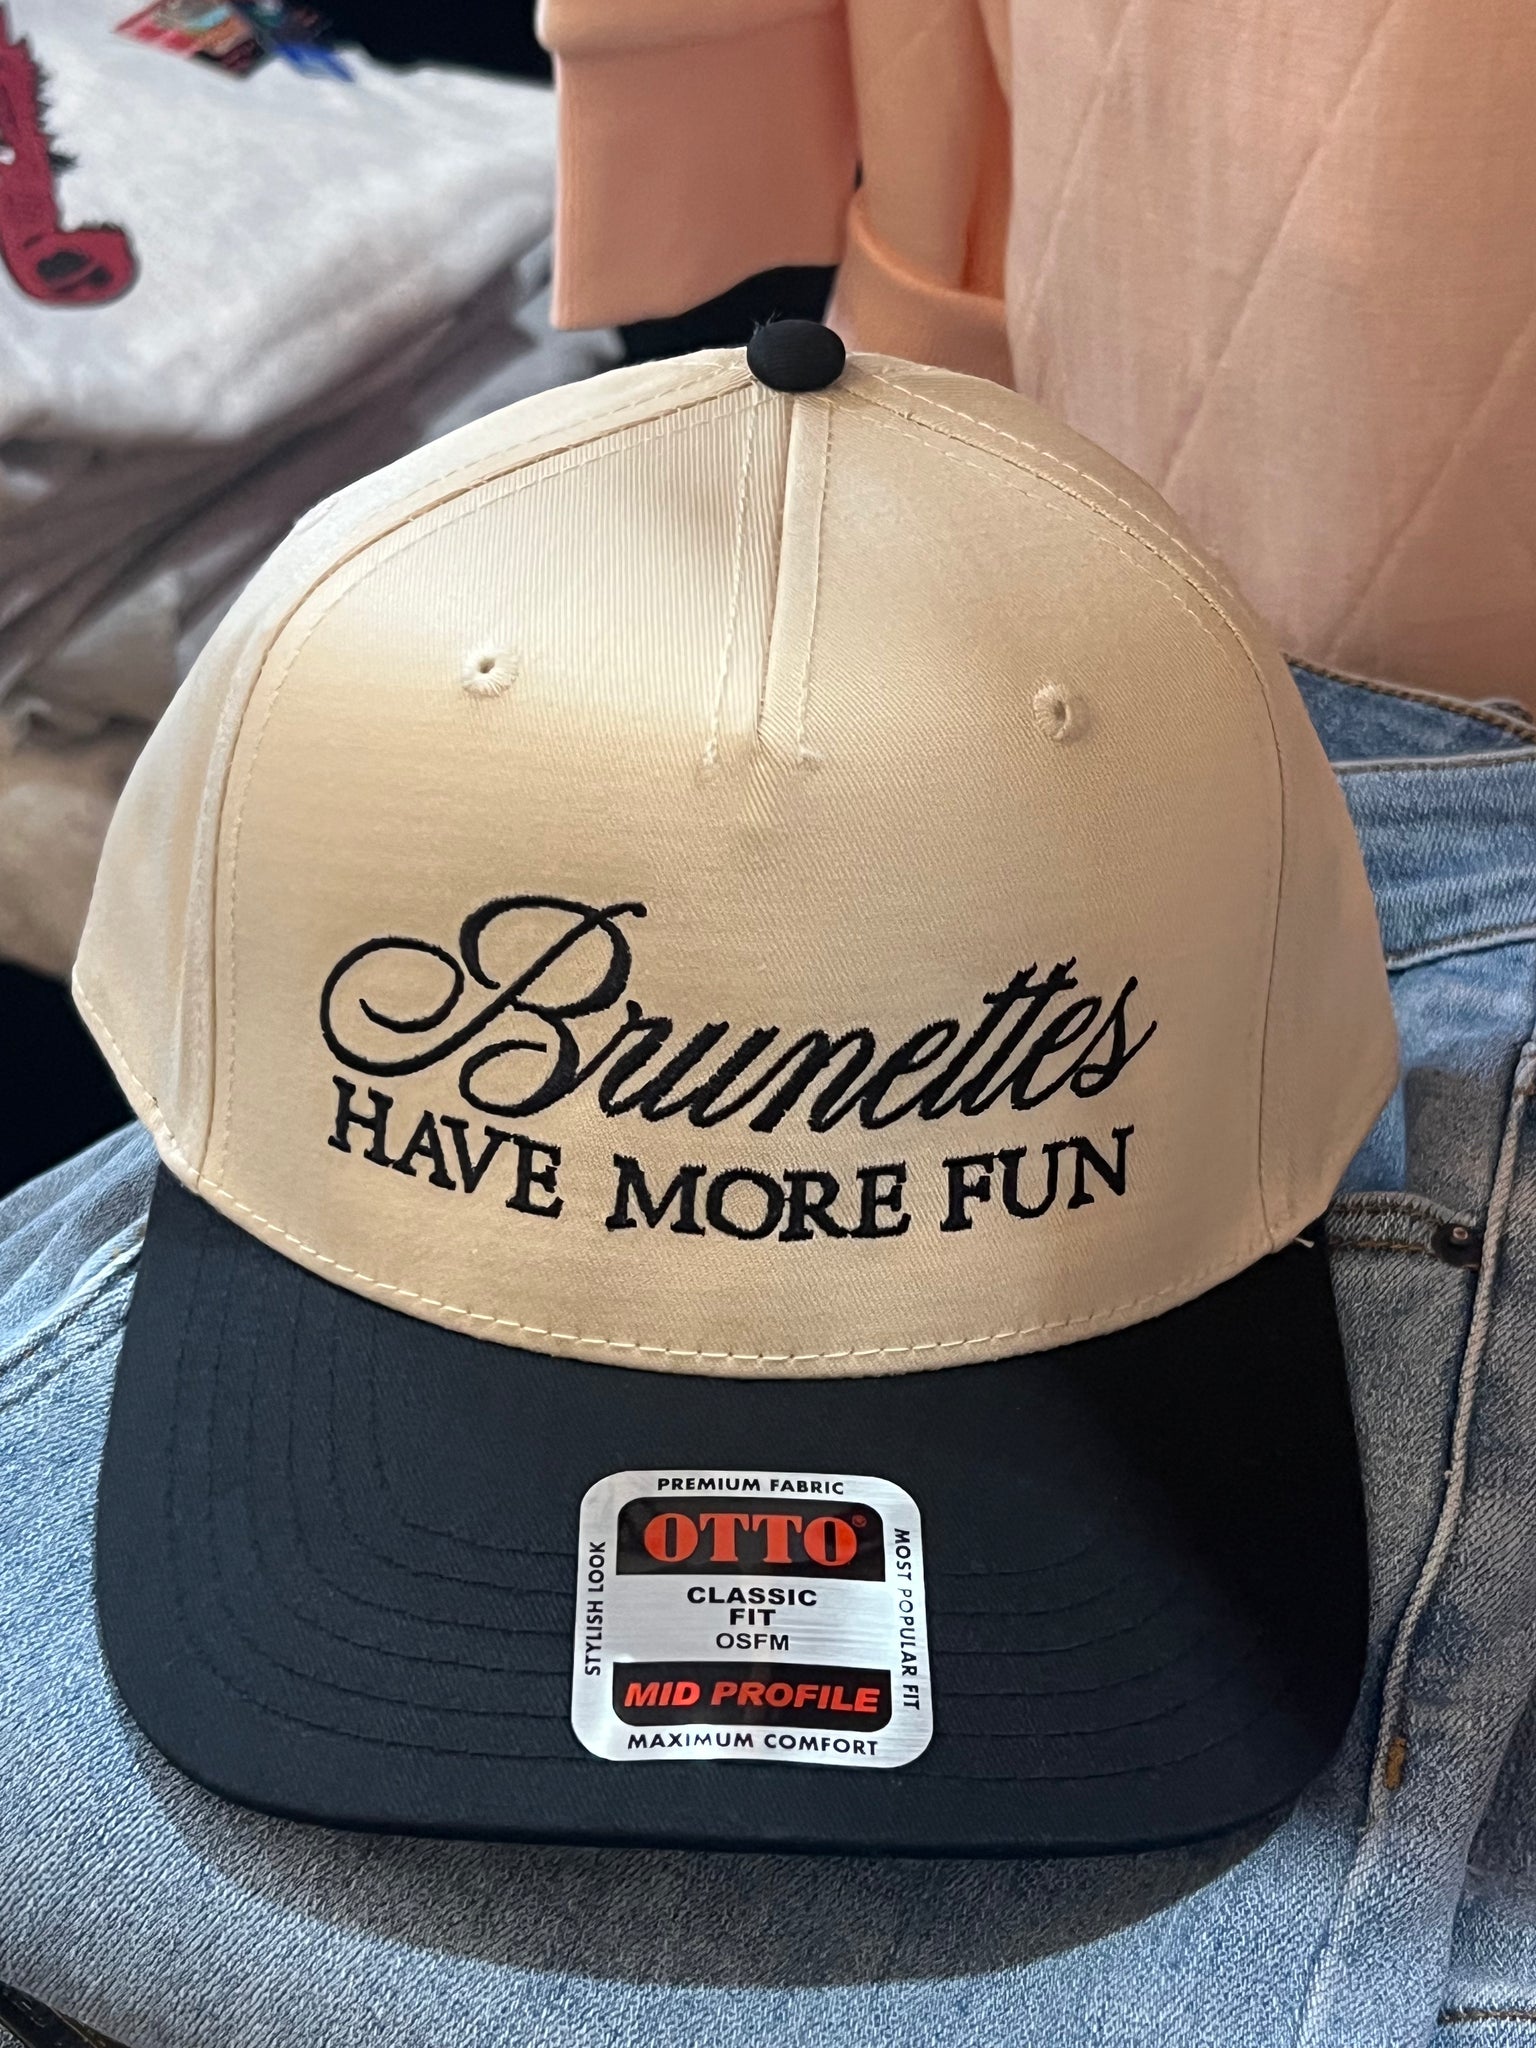 Brunettes
HAVE MORE FUN
PREMIUM FABRIC
OTTO®
CLASSIC
FIT
OSFM
MID PROFILE
MAXIMUM COMFORT
STYLISH LOOK
MOST POPULAR FIT